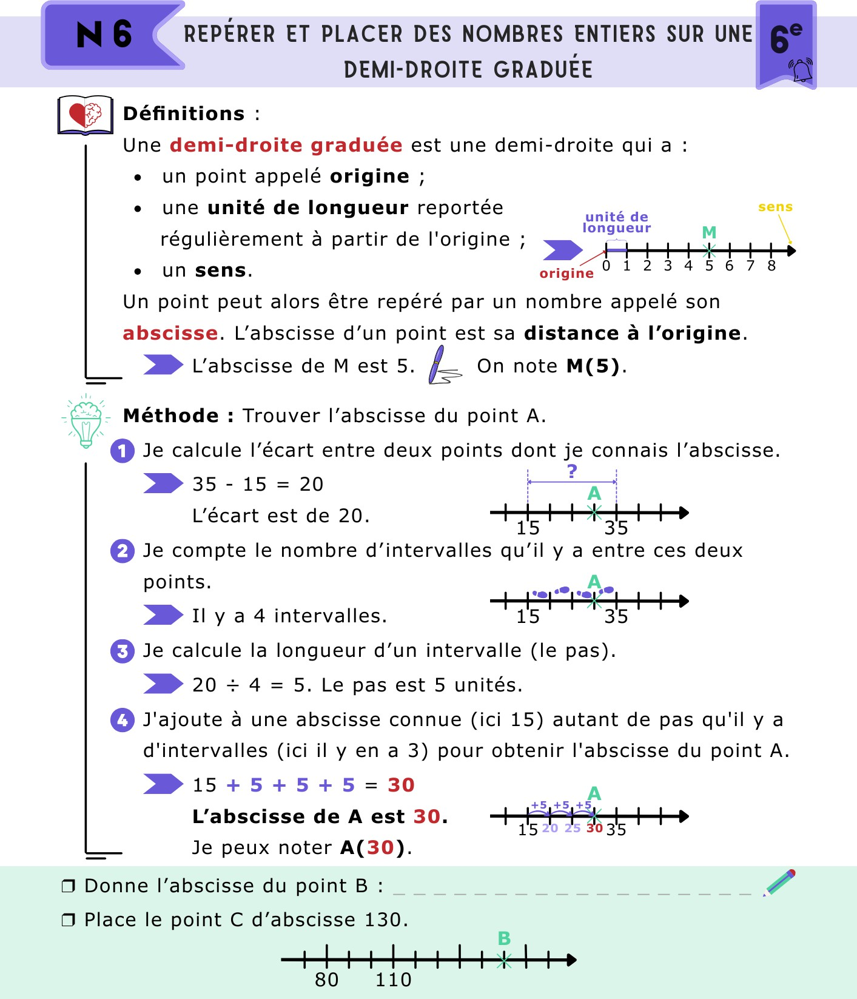 N 6
REPÉRER ET PLACER DES NOMBRES ENTIERS SUR UNE
DEMI-DROITE GRADUÉE
6e
Définitions :
Une demi-droite graduée est une demi-droite qui a :
• un point appelé origine ;
• une unité de longueur reportée
régulièrement à partir de l'origine ;
• un sens.
unité de
longueur
sens
M
origine
0 1 2 3 4 5 6 7 8
Un point peut alors être repéré par un nombre appelé son
abscisse. L’abscisse d’un point est sa distance à l’origine.
L’abscisse de M est 5. On note M(5).
Méthode : Trouver l’abscisse du point A.
1 Je calcule l’écart entre deux points dont je connais l’abscisse.
35 - 15 = 20
L’écart est de 20.
?
A
15 35
2 Je compte le nombre d’intervalles qu’il y a entre ces deux
points.
Il y a 4 intervalles.
A
15 35
3 Je calcule la longueur d’un intervalle (le pas).
20 ÷ 4 = 5. Le pas est 5 unités.
4 J'ajoute à une abscisse connue (ici 15) autant de pas qu'il y a
d'intervalles (ici il y en a 3) pour obtenir l'abscisse du point A.
15 + 5 + 5 + 5 = 30
L’abscisse de A est 30.
Je peux noter A(30).
A
+5 +5 +5
15 20 25 30 35
❒ Donne l’abscisse du point B : _ _ _ _ _ _ _ _ _ _ _ _ _ _ _ _ _ _
❒ Place le point C d’abscisse 130.
B
80 110